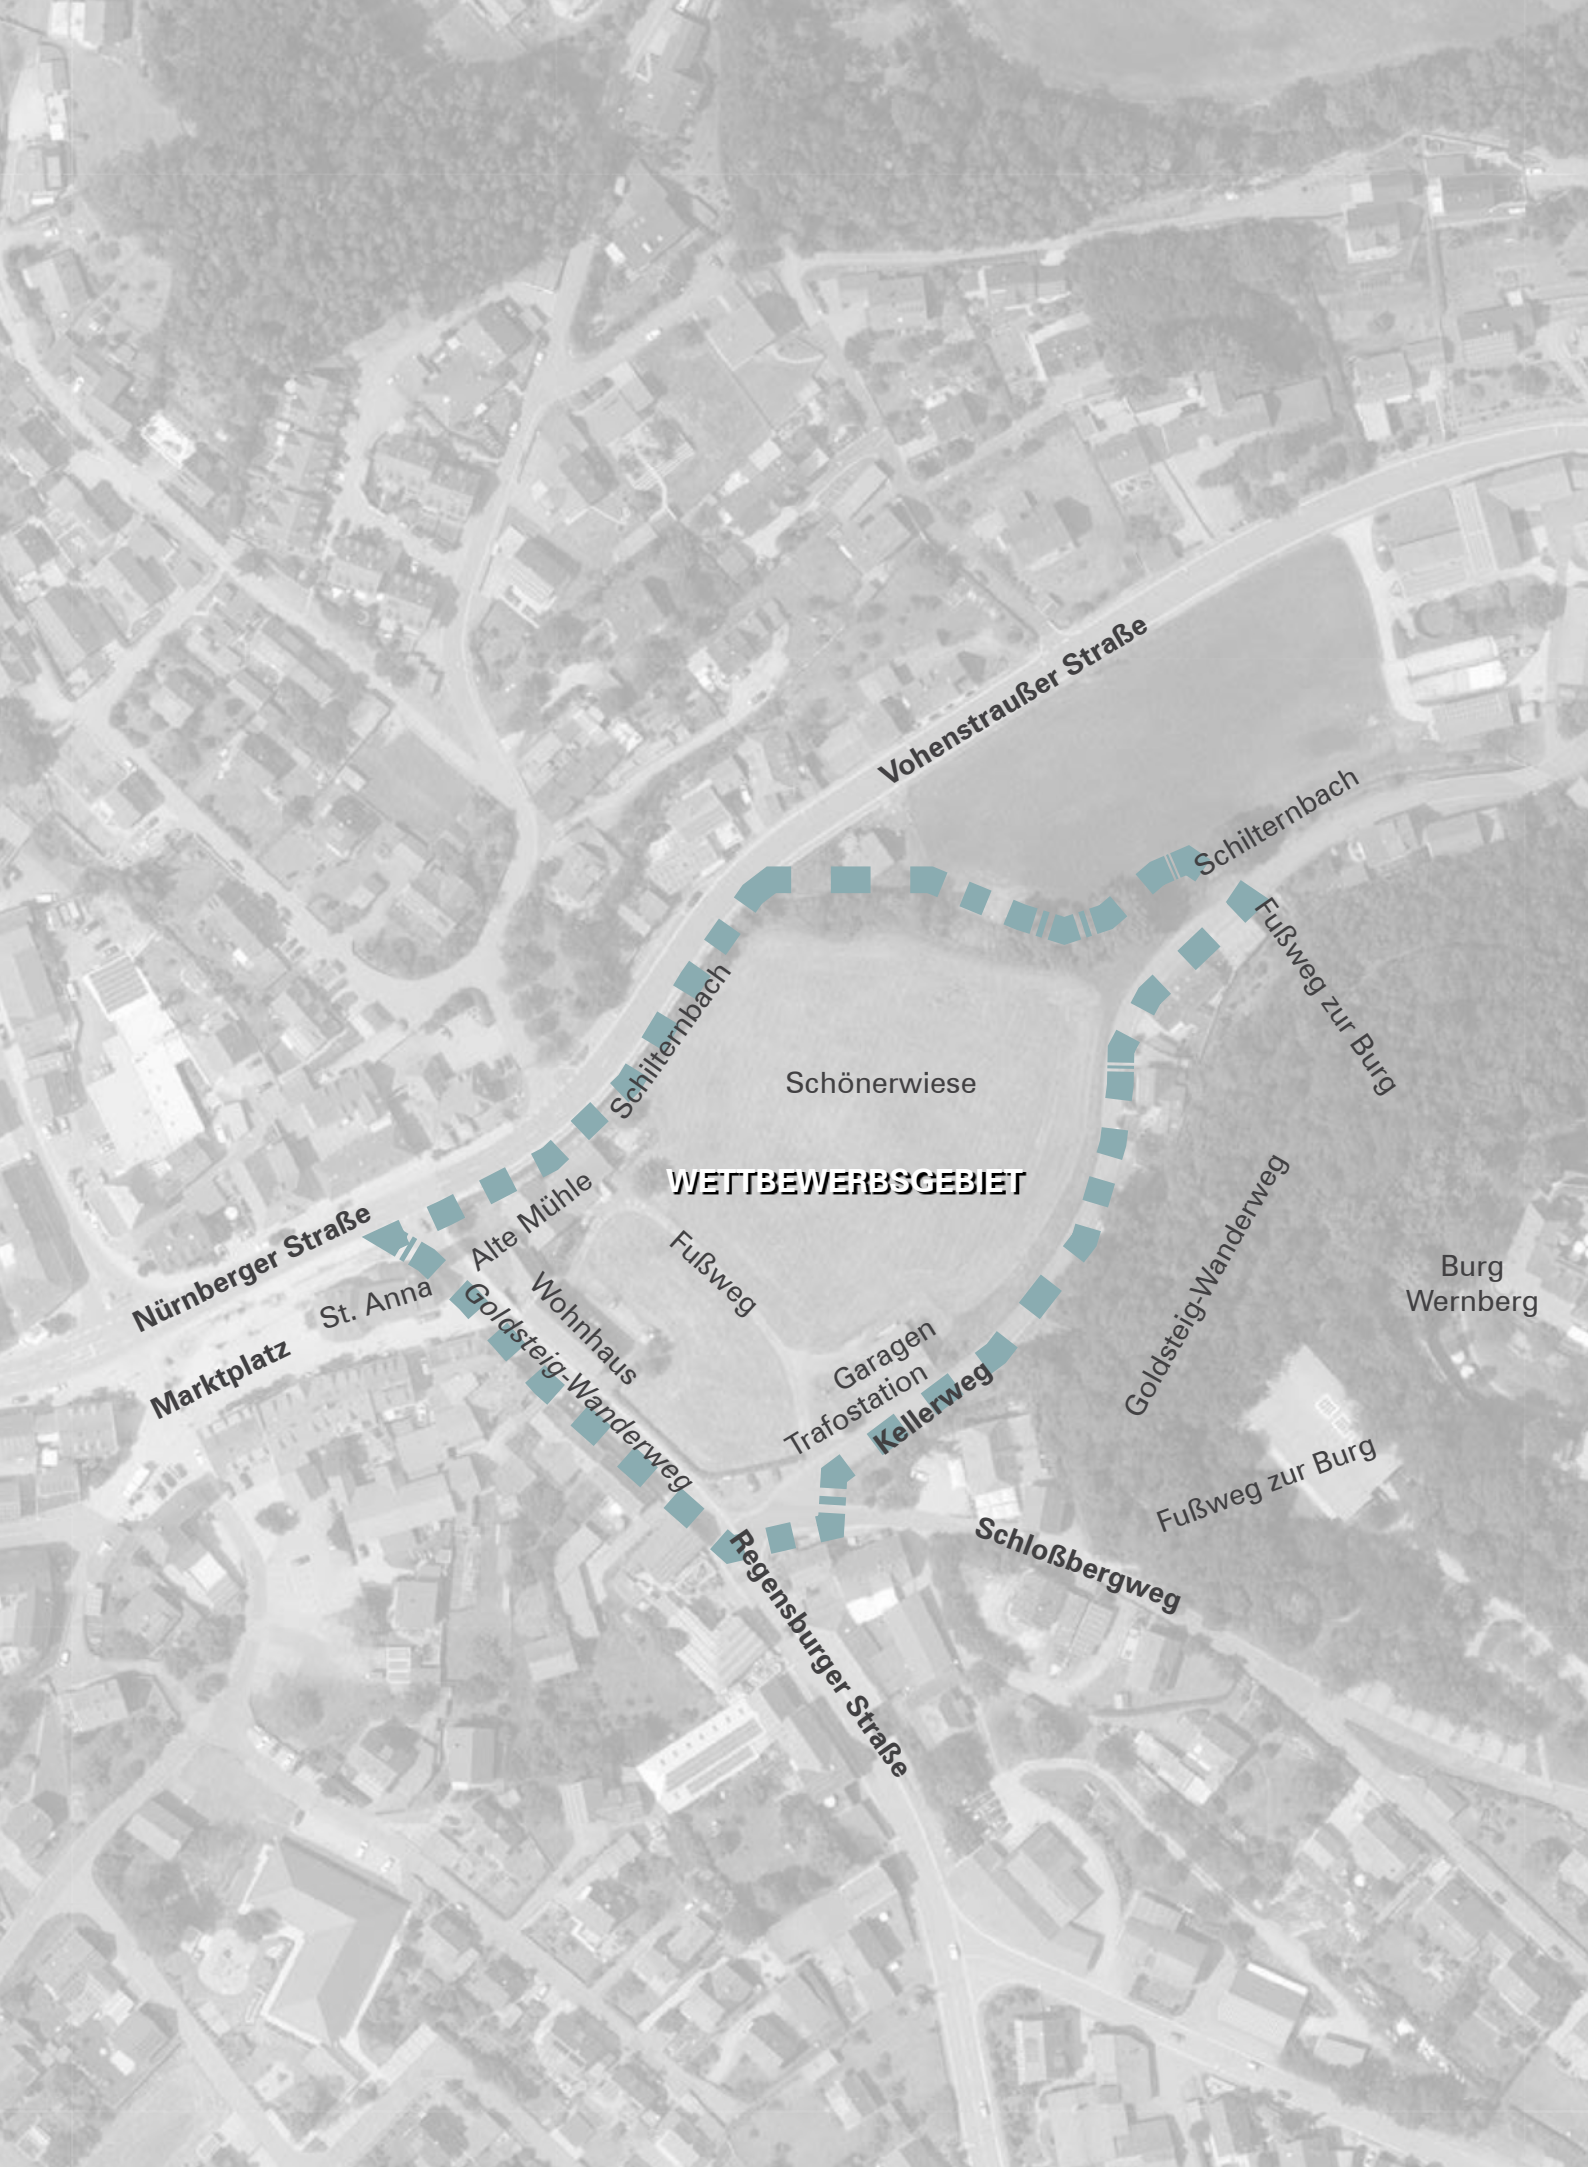 Vohenstraußer Straße
Schilternbach
Fußweg zur Burg
Schilternbach
Schönerwiese
WETTBEWERBSGEBIET
Alte Mühle
Nürnberger Straße
St. Anna
Marktplatz
Fußweg
Wohnhaus
Goldsteig-Wanderweg
Goldsteig-Wanderweg
Burg
Wernberg
Garagen
Trafostation
Kellerweg
Fußweg zur Burg
Schloßbergweg
Regensburger Straße